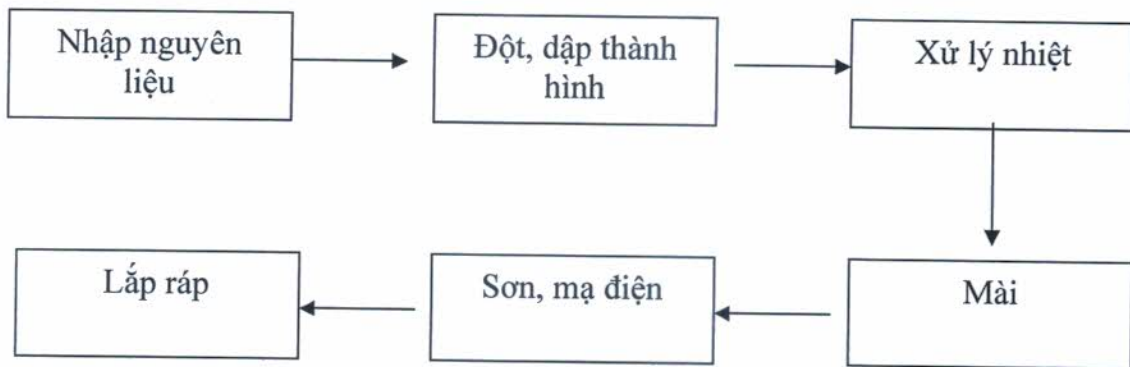 Nhập nguyên
liệu
Đột, dập thành
hình
Xử lý nhiệt
Mài
Sơn, mạ điện
Lắp ráp